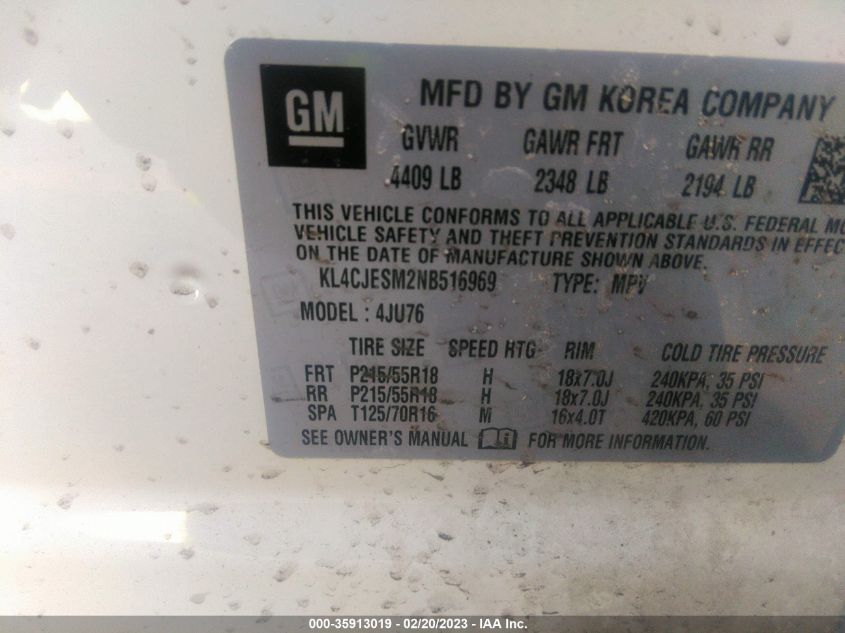 GM
MFD BY GM KOREA COMPANY
GVWR GAWR FRT GAWR RR
4409 LB 2348 LB 2194 LB
THIS VEHICLE CONFORMS TO ALL APPLICABLE U.S. FEDERAL MO
VEHICLE SAFETY AND THEFT PREVENTION STANDARDS IN EFFEC
ON THE DATE OF MANUFACTURE SHOWN ABOVE.
KL4CJESM2NB516969 TYPE: MPV
MODEL : 4JU76
TIRE SIZE SPEED RTG RIM COLD TIRE PRESSURE
FRT P215/55R18 H 18x7.0J 240KPA, 35 PSI
RR P215/55R18 H 18x7.0J 240KPA, 35 PSI
SPA T125/70R16 M 16x4.0T 420KPA, 60 PSI
SEE OWNER'S MANUAL i FOR MORE INFORMATION.
000-35913019 - 02/20/2023 - IAA Inc.